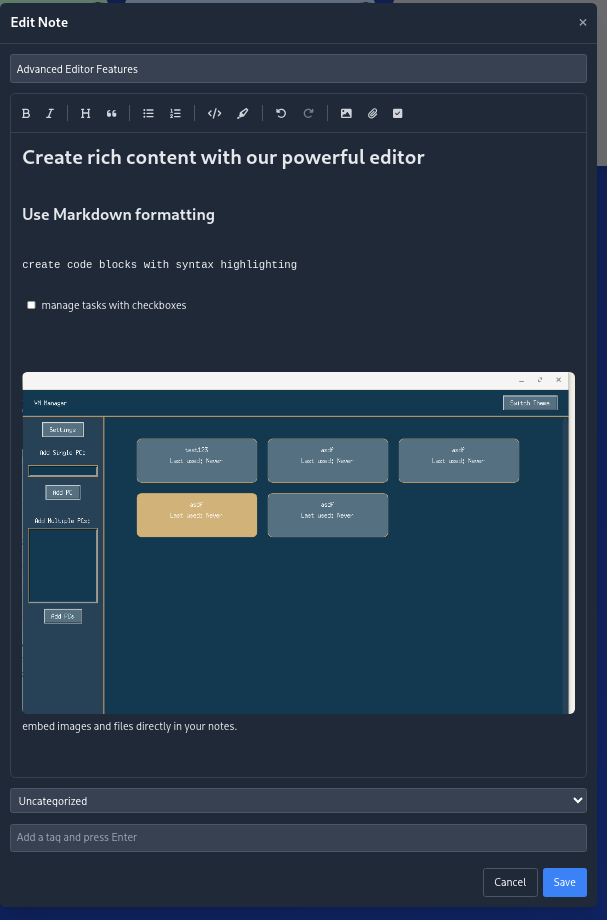 Edit Note
×
Advanced Editor Features
B I H
Create rich content with our powerful editor
Use Markdown formatting
create code blocks with syntax highlighting
manage tasks with checkboxes
VM Manager
Switch Theme
Settings
Add Single PC:
Add PC
Add Multiple PCs:
Add PCs
test123
Last used: Never
asdf
Last used: Never
asdf
Last used: Never
asdf
Last used: Never
asdf
Last used: Never
embed images and files directly in your notes.
Uncategorized
Add a tag and press Enter
Cancel
Save